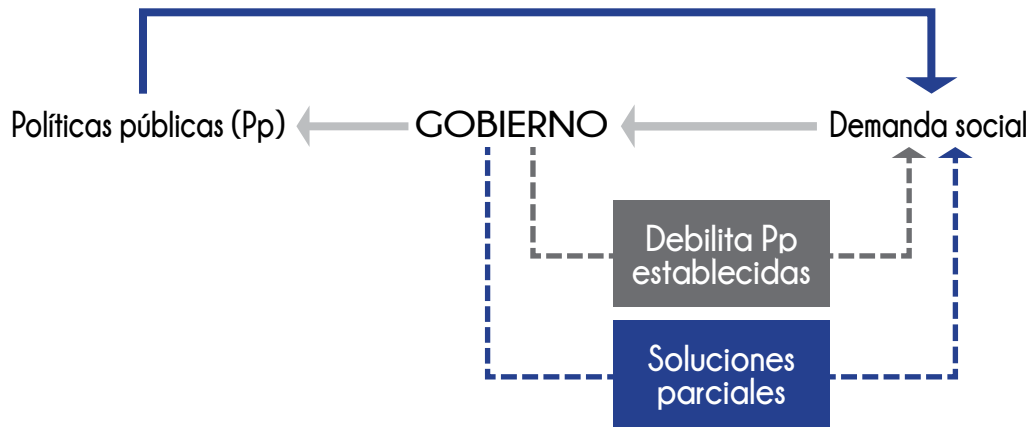 Políticas públicas (Pp)
GOBIERNO
Demanda social
Debilita Pp
establecidas
Soluciones
parciales